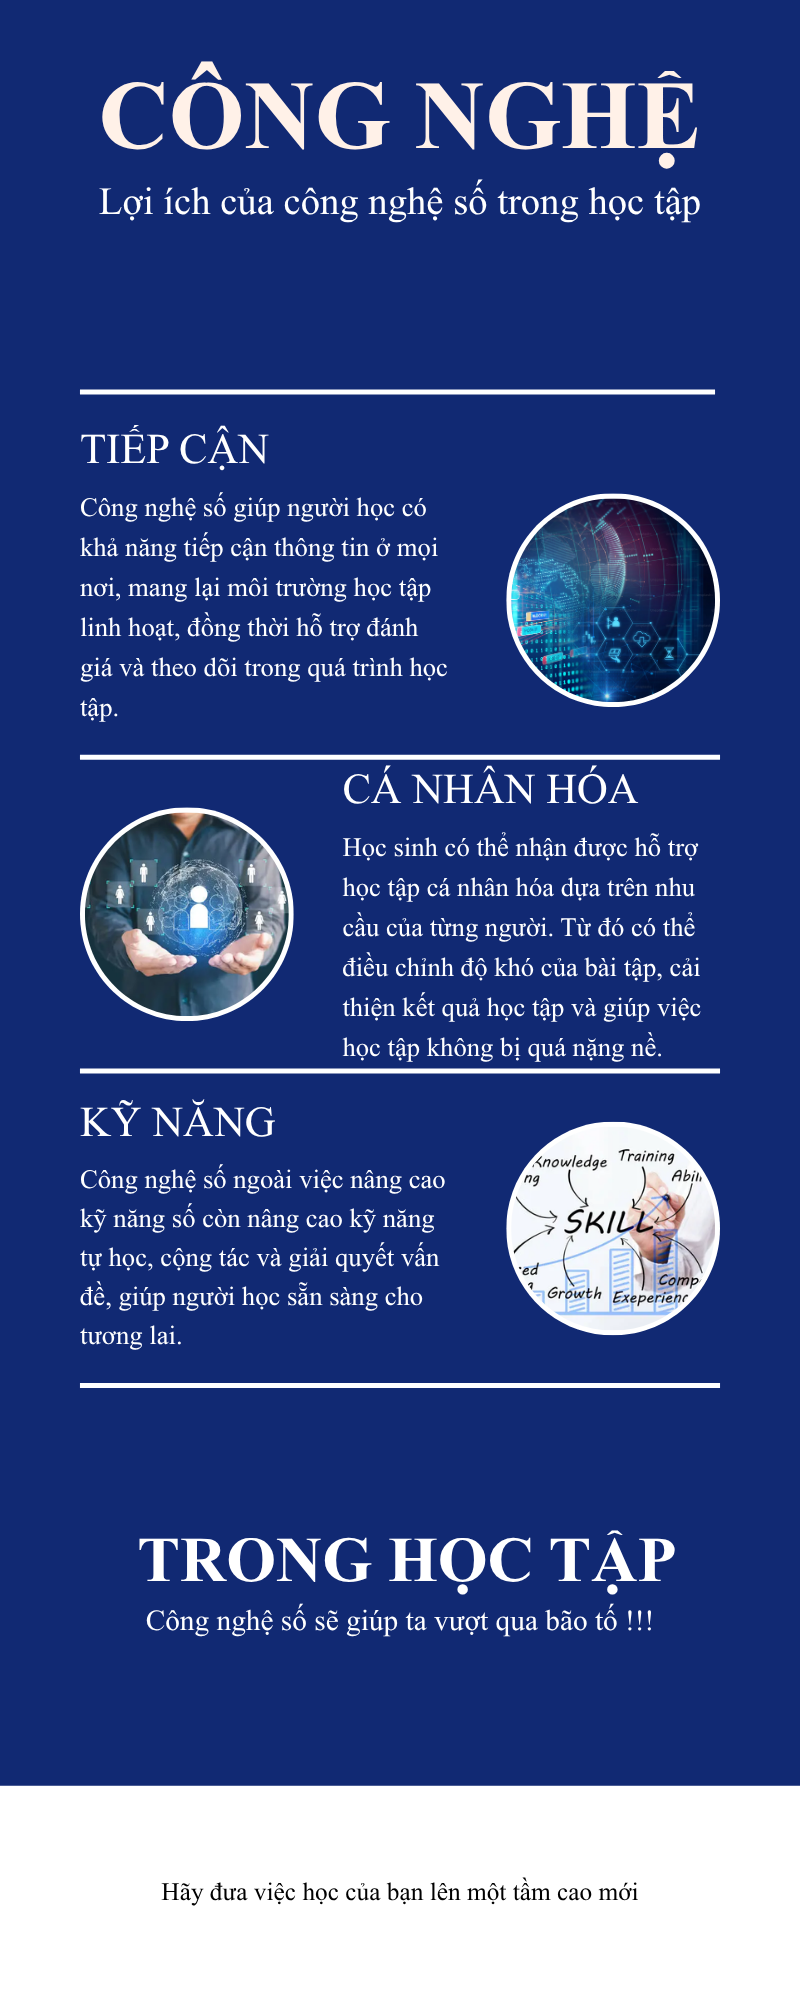 CÔNG NGHỆ
Lợi ích của công nghệ số trong học tập
TIẾP CẬN
Công nghệ số giúp người học có
khả năng tiếp cận thông tin ở mọi
nơi, mang lại môi trường học tập
linh hoạt, đồng thời hỗ trợ đánh
giá và theo dõi trong quá trình học
tập.
CÁ NHÂN HÓA
Học sinh có thể nhận được hỗ trợ
học tập cá nhân hóa dựa trên nhu
cầu của từng người. Từ đó có thể
điều chỉnh độ khó của bài tập, cải
thiện kết quả học tập và giúp việc
học tập không bị quá nặng nề.
KỸ NĂNG
Công nghệ số ngoài việc nâng cao
kỹ năng số còn nâng cao kỹ năng
tự học, cộng tác và giải quyết vấn
đề, giúp người học sẵn sàng cho
tương lai.
Knowledge
Training
ng
Abili
SKILL
ed
Comp
Growth
Exeperienc
TRONG HỌC TẬP
Công nghệ số sẽ giúp ta vượt qua bão tố !!!
Hãy đưa việc học của bạn lên một tầm cao mới